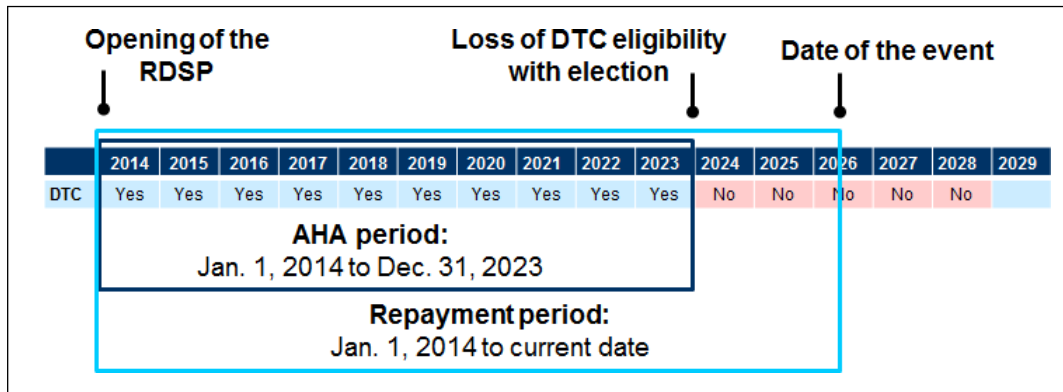 Opening of the
RDSP
Loss of DTC eligibility
with election
Date of the event
2014 2015 2016 2017 2018 2019 2020 2021 2022 2023 2024 2025 2026 2027 2028 2029
DTC Yes Yes Yes Yes Yes Yes Yes Yes Yes Yes No No No No No
AHA period:
Jan. 1, 2014 to Dec. 31, 2023
Repayment period:
Jan. 1, 2014 to current date